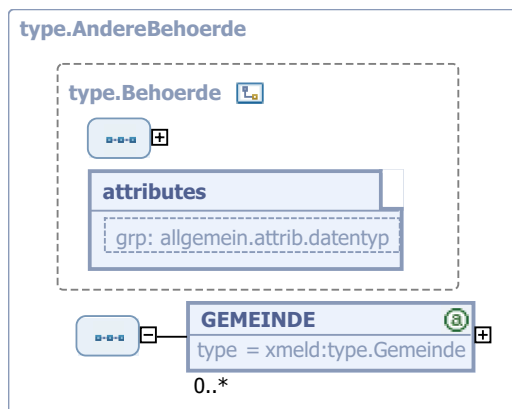 type.AndereBehoerde
type.Behoerde
attributes
grp: allgemein.attrib.datentyp
GEMEINDE a
type = xmeld:type.Gemeinde
0..*